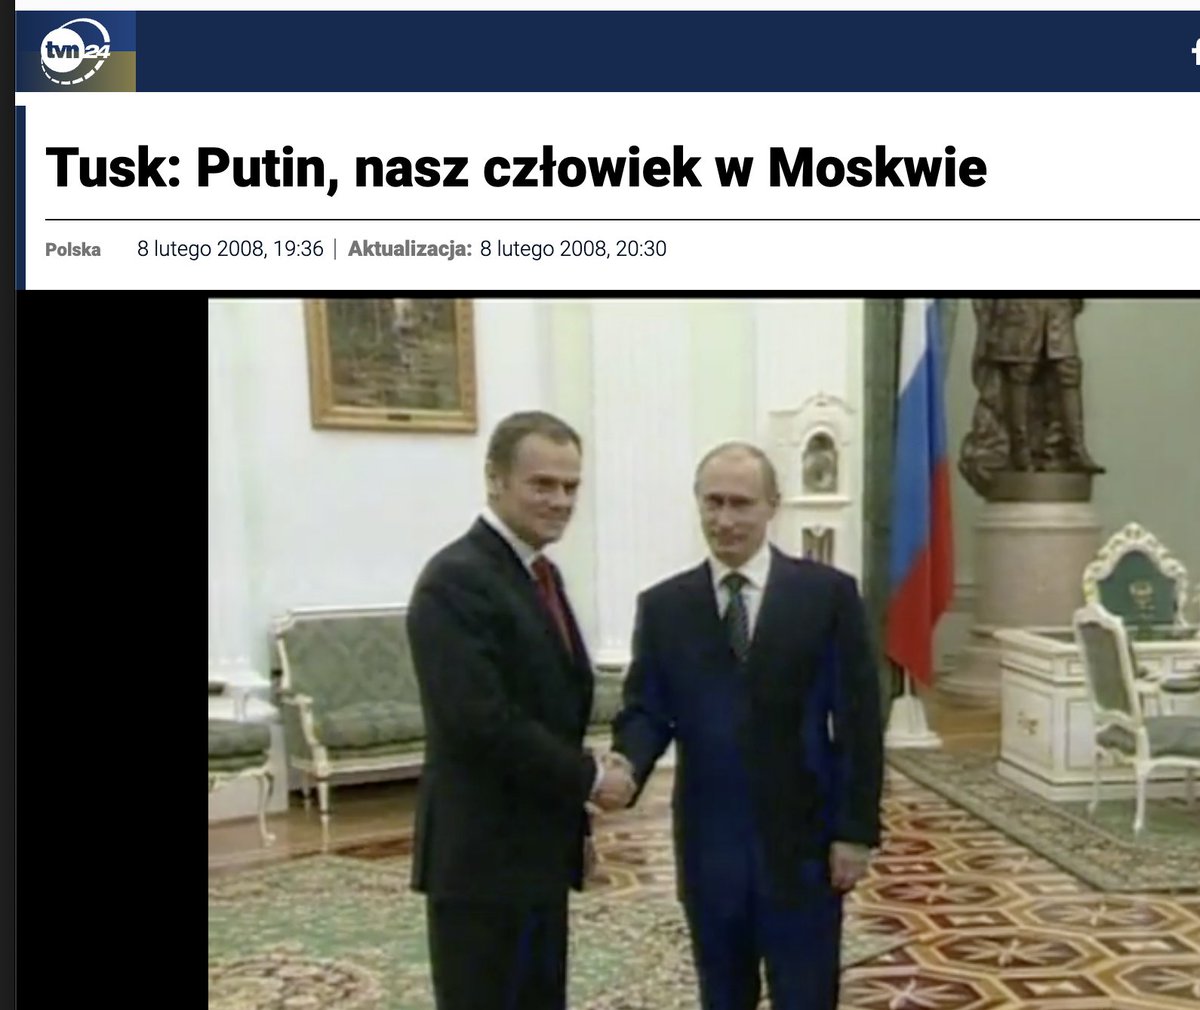 tvn24
Tusk: Putin, nasz człowiek w Moskwie
Polska 8 lutego 2008, 19:36 | Aktualizacja: 8 lutego 2008, 20:30